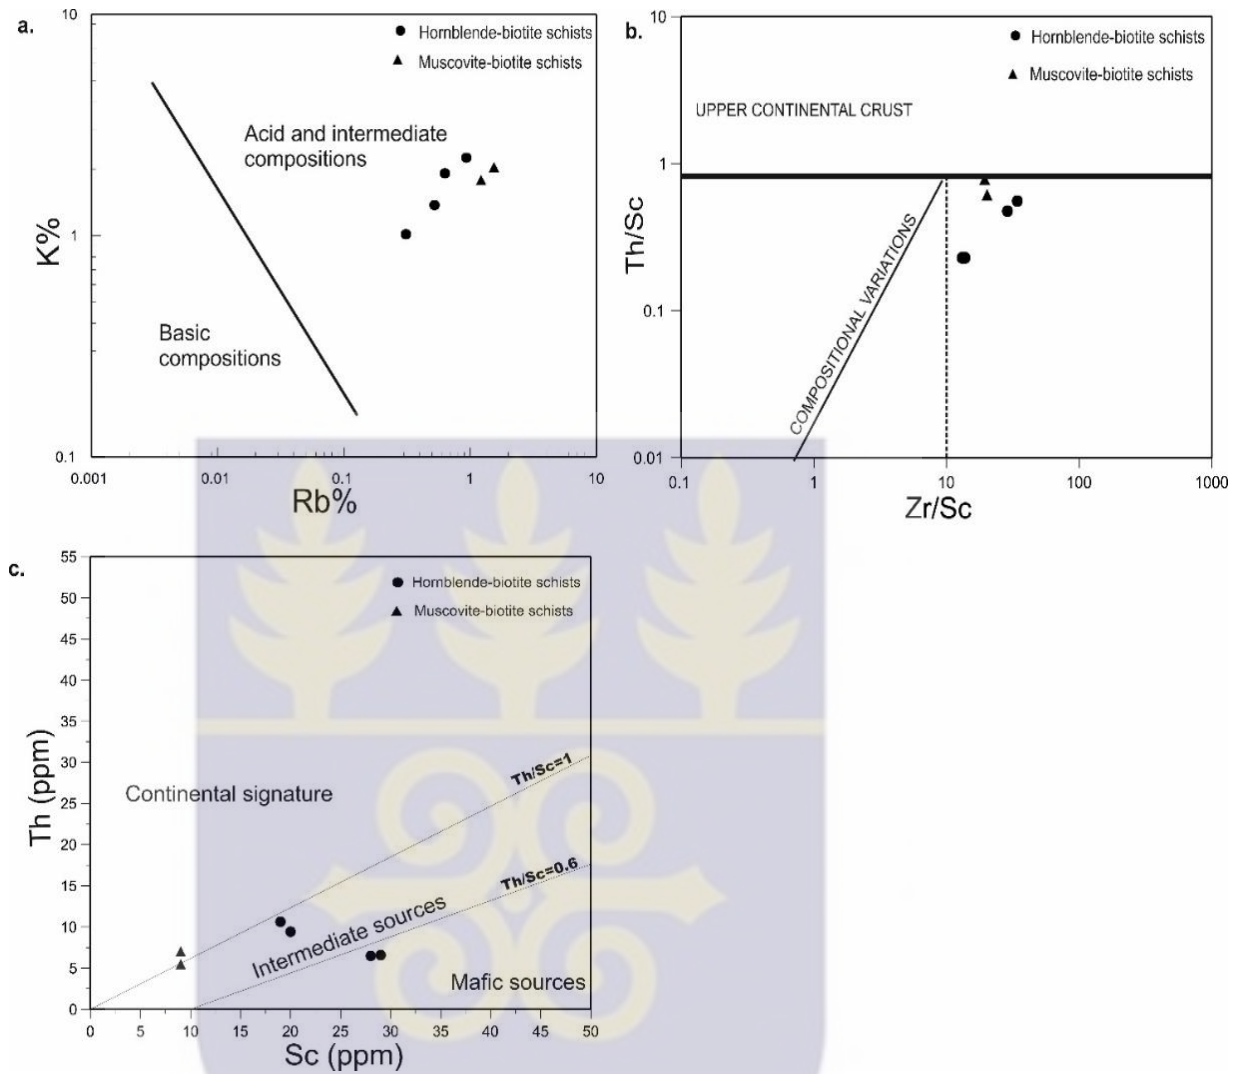 a.
10
Hornblende-biotite schists
Muscovite-biotite schists
Acid and intermediate
compositions
K%
1
Basic
compositions
0.1
0.001
0.01
0.1
1
10
Rb%
b.
10
Hornblende-biotite schists
Muscovite-biotite schists
UPPER CONTINENTAL CRUST
1
Th/Sc
COMPOSITIONAL VARIATIONS
0.1
0.01
0.1
1
10
100
1000
Zr/Sc
c.
55
Hornblende-biotite schists
50
Muscovite-biotite schists
45
40
35
30
Th/Sc=1
Th (ppm)
Continental signature
25
20
Th/Sc=0.6
15
10
Intermediate sources
5
Mafic sources
0
0
5
10
15
20
25
30
35
40
45
50
Sc (ppm)